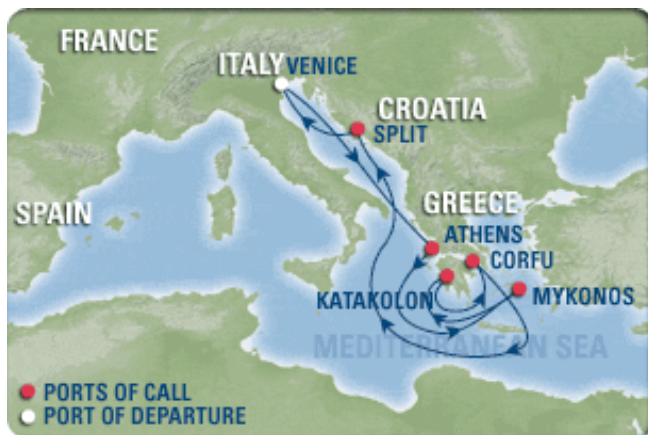 FRANCE
ITALY VENICE
CROATIA
SPLIT
SPAIN
GREECE
ATHENS
CORFU
KATAKOLON
MYKONOS
MEDITERRANEAN SEA
PORTS OF CALL
PORT OF DEPARTURE